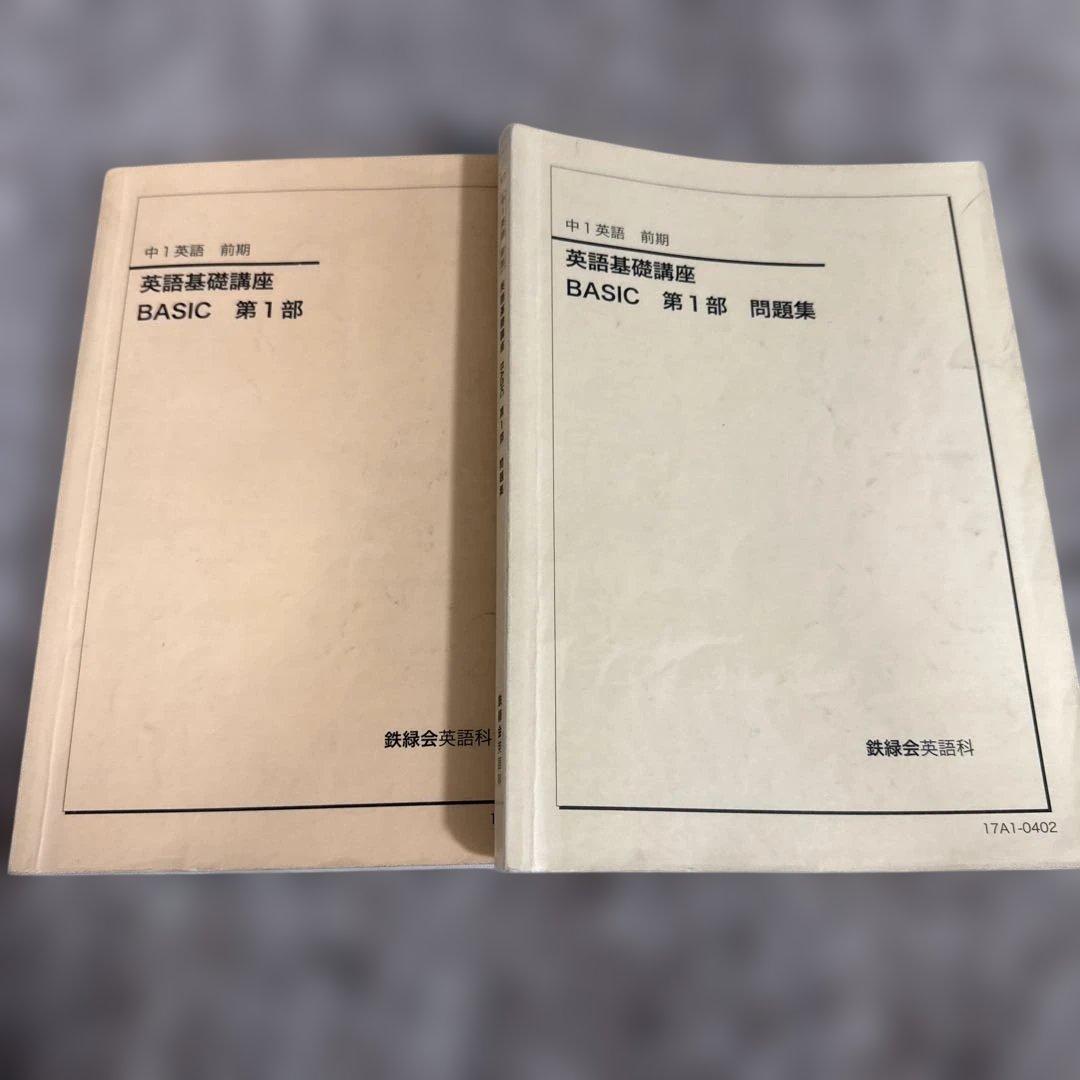 中1英語 前期
英語基礎講座
BASIC 第1部
鉄緑会英語科
中1英語 前期
英語基礎講座
BASIC 第1部 問題集
鉄緑会英語科
17A1-0402